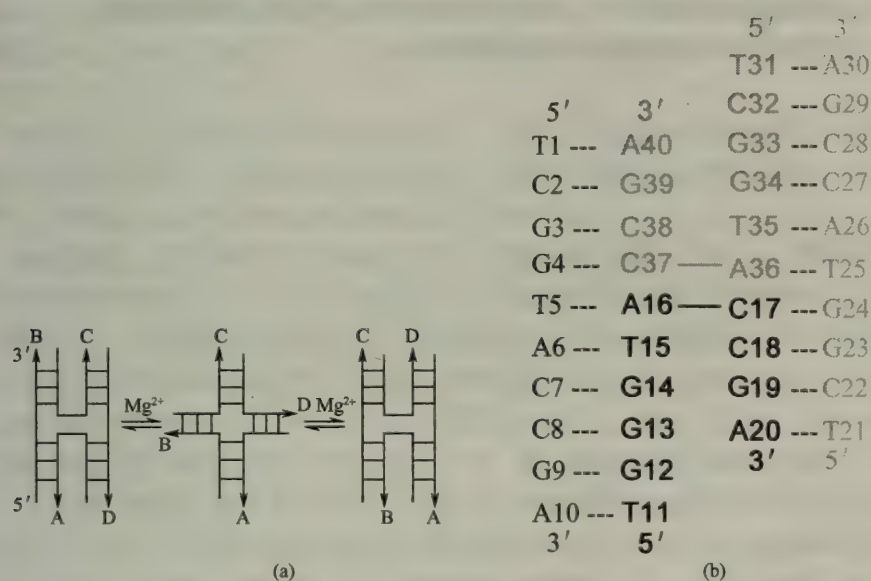 5′ 3′
T31 --- A30
C32 --- G29
5′ 3′
T1 --- A40 G33 --- C28
C2 --- G39 G34 --- C27
G3 --- C38 T35 --- A26
G4 --- C37 — A36 --- T25
T5 --- A16 — C17 --- G24
A6 --- T15 C18 --- G23
C7 --- G14 G19 --- C22
C8 --- G13 A20 --- T21
3′ 5′
G9 --- G12
A10 --- T11
3′ 5′
B C C C D
3′ Mg²⁺ D Mg²⁺
B
5′ A D A B A
(a) (b)